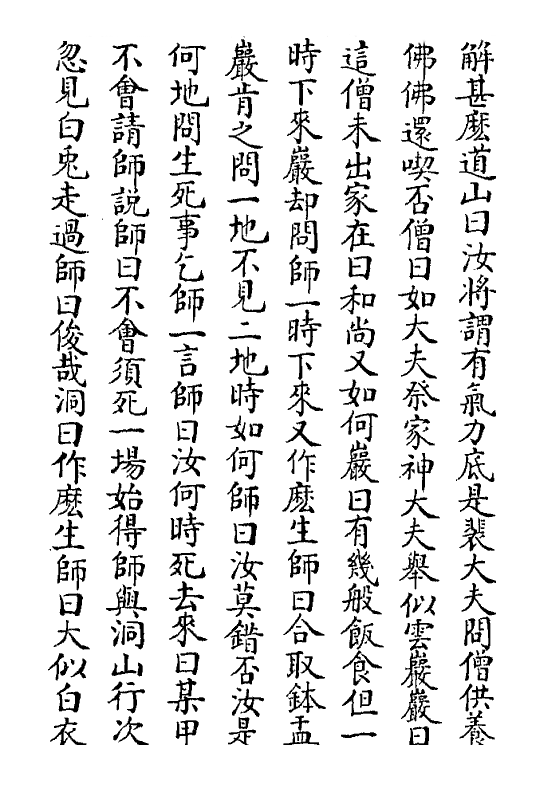 解甚麽道山曰汝將謂有氣力底是裴大夫問僧供養
佛佛還喫否僧曰如大夫祭家神大夫舉似雲巖巖曰
這僧未出家在曰和尚又如何巖曰有幾般飯食但一
時下來巖却問師一時下來又作麽生師曰合取鉢盂
巖肯之問一地不見二地時如何師曰汝莫錯否汝是
何地問生死事乞師一言師曰汝何時死去來曰某甲
不會請師說師曰不會須死一場始得師與洞山行次
忽見白兎走過師曰俊哉洞曰作麽生師曰大似白衣